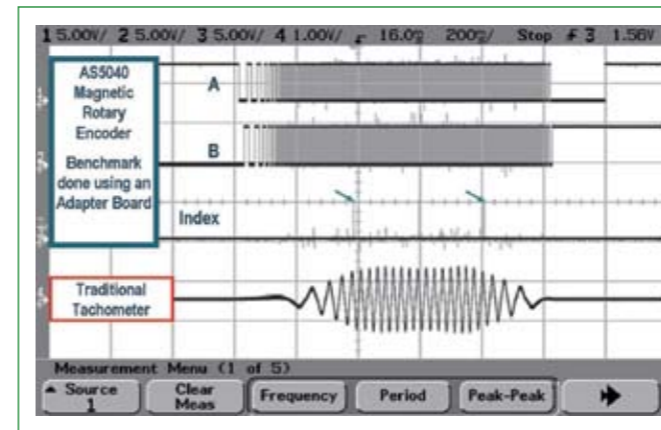 1 5.00V/ 2 5.00V/ 3 5.00V/ 4 1.00V/ 16.0s 200s/ Stop 3 1.56V
AS5040
Magnetic
Rotary
Encoder
Benchmark
done using an
Adapter Board
A
B
Index
Traditional
Tachometer
Measurement Menu (1 of 5)
Source
1
Clear
Meas
Frequency
Period
Peak-Peak